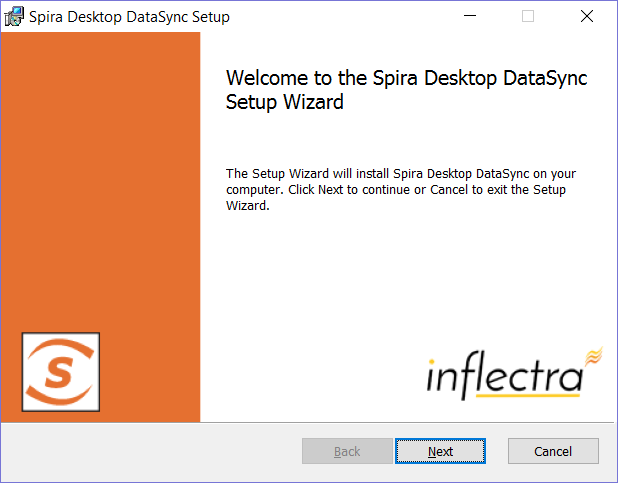 Spira Desktop DataSync Setup
Welcome to the Spira Desktop DataSync
Setup Wizard
The Setup Wizard will install Spira Desktop DataSync on your
computer. Click Next to continue or Cancel to exit the Setup
Wizard.
S
inflectra
Back
Next
Cancel